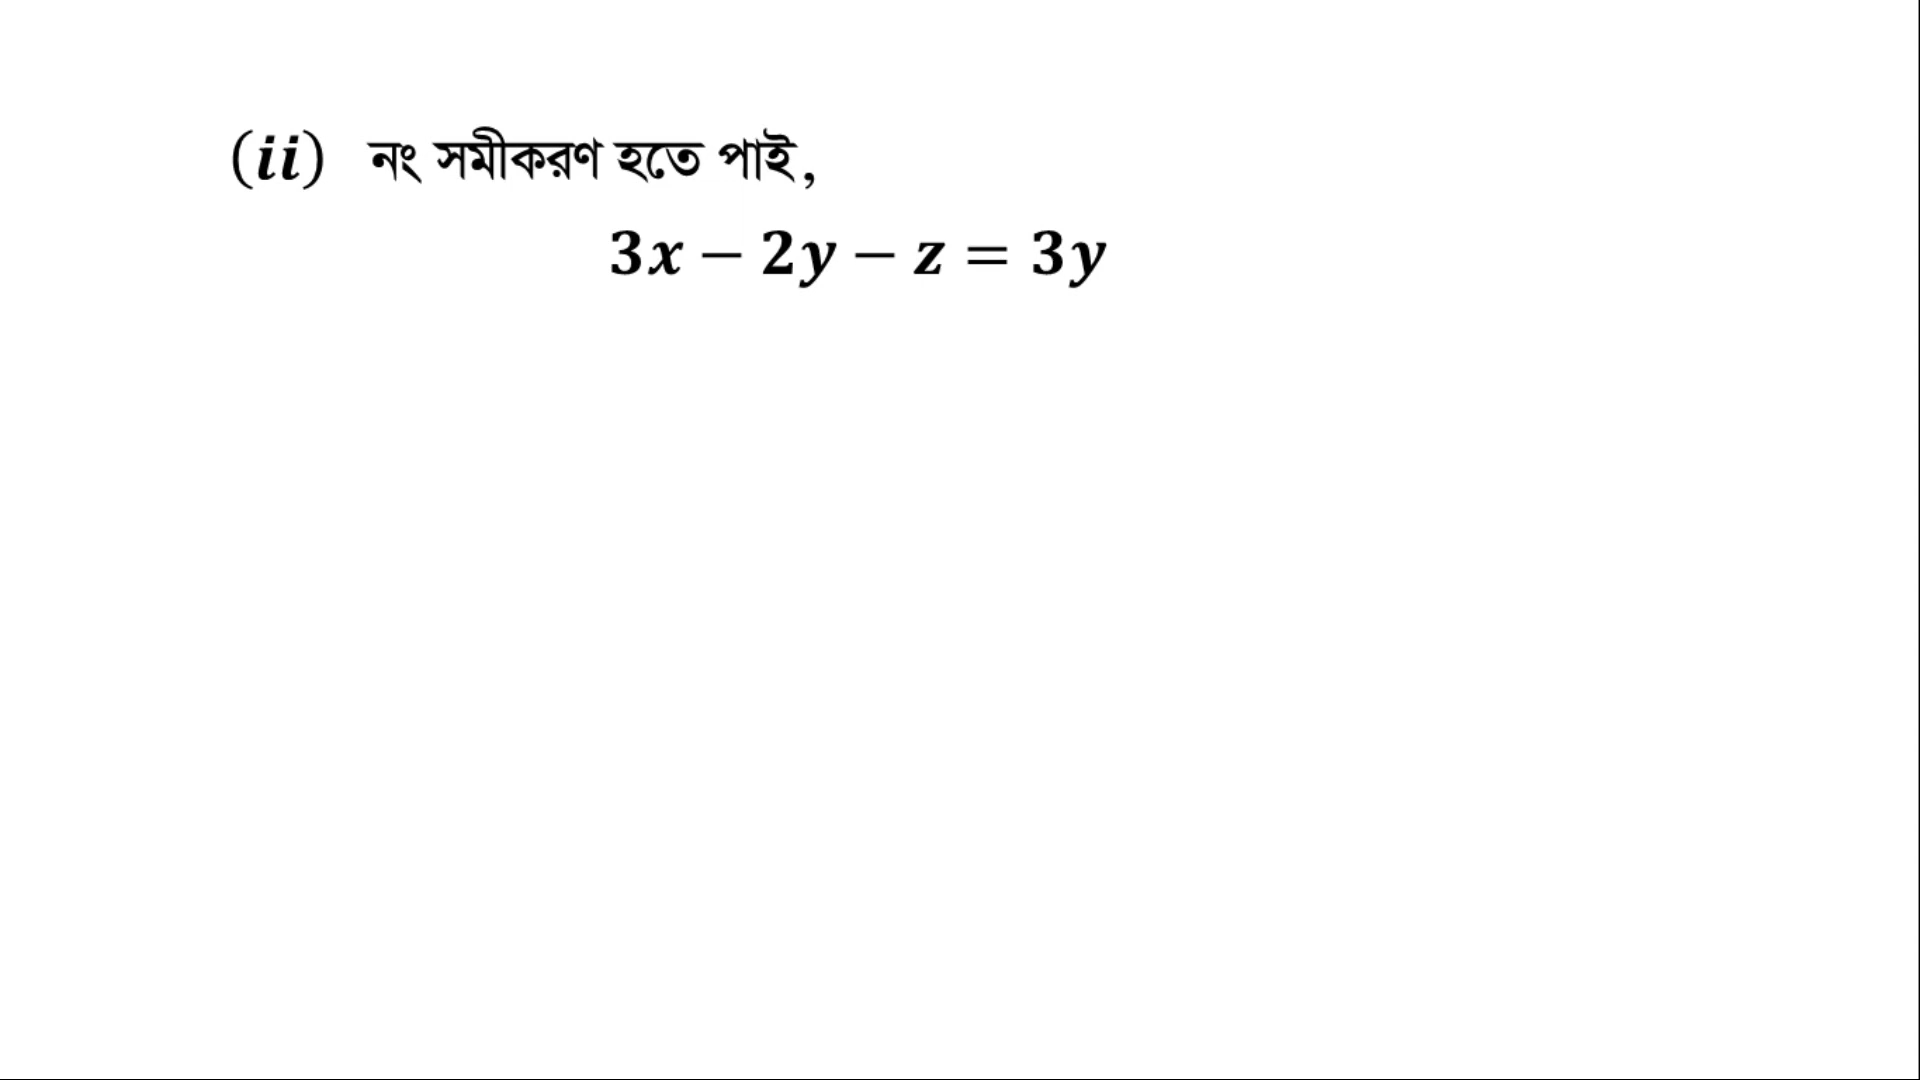 (ii) নং সমীকরণ হতে পাই,
3x − 2y − z = 3y